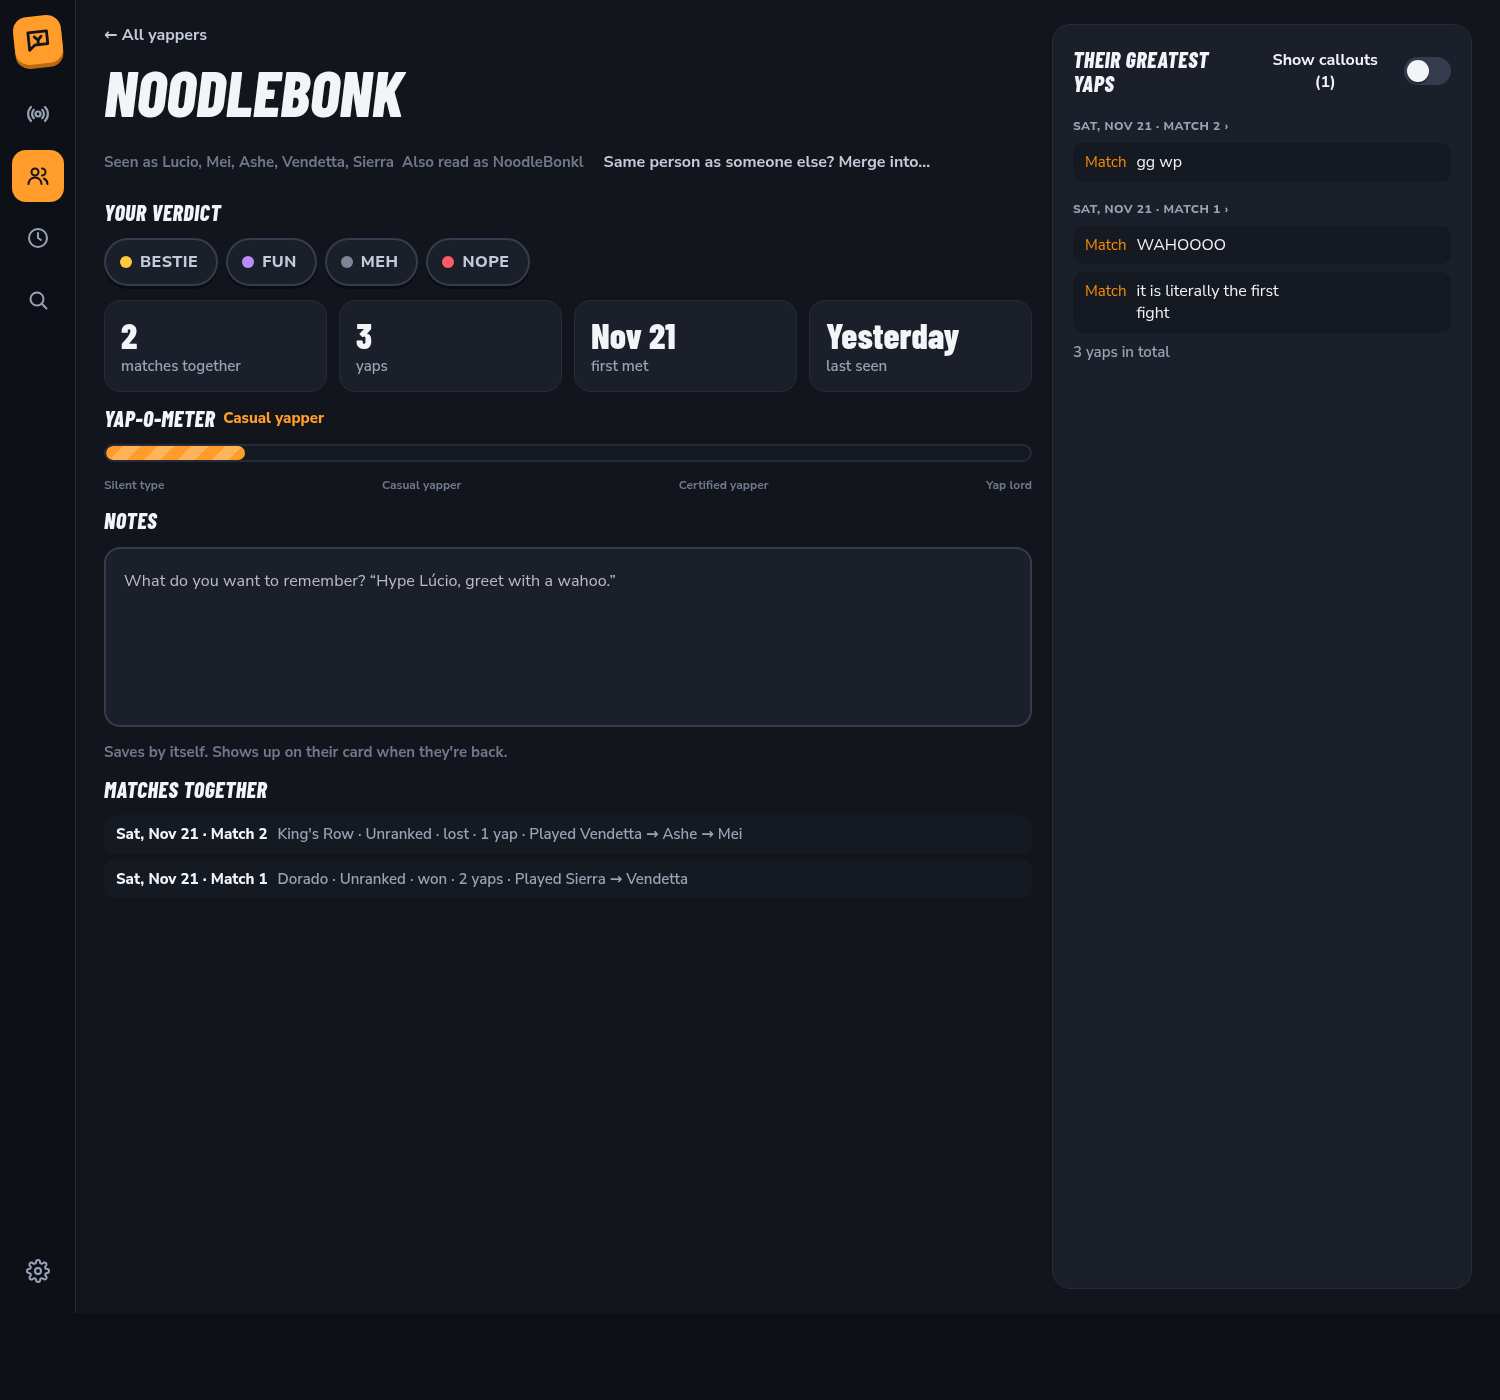 ← All yappers
NOODLEBONK
Seen as Lucio, Mei, Ashe, Vendetta, Sierra Also read as NoodleBonkl Same person as someone else? Merge into...
YOUR VERDICT
BESTIE
FUN
MEH
NOPE
2
matches together
3
yaps
Nov 21
first met
Yesterday
last seen
YAP-O-METER Casual yapper
Silent type
Casual yapper
Certified yapper
Yap lord
NOTES
What do you want to remember? “Hype Lúcio, greet with a wahoo.”
Saves by itself. Shows up on their card when they're back.
MATCHES TOGETHER
Sat, Nov 21 · Match 2 King's Row · Unranked · lost · 1 yap · Played Vendetta → Ashe → Mei
Sat, Nov 21 · Match 1 Dorado · Unranked · won · 2 yaps · Played Sierra → Vendetta
THEIR GREATEST
YAPS
Show callouts
(1)
SAT, NOV 21 · MATCH 2 ›
Match gg wp
SAT, NOV 21 · MATCH 1 ›
Match WAHOOOO
Match it is literally the first
fight
3 yaps in total